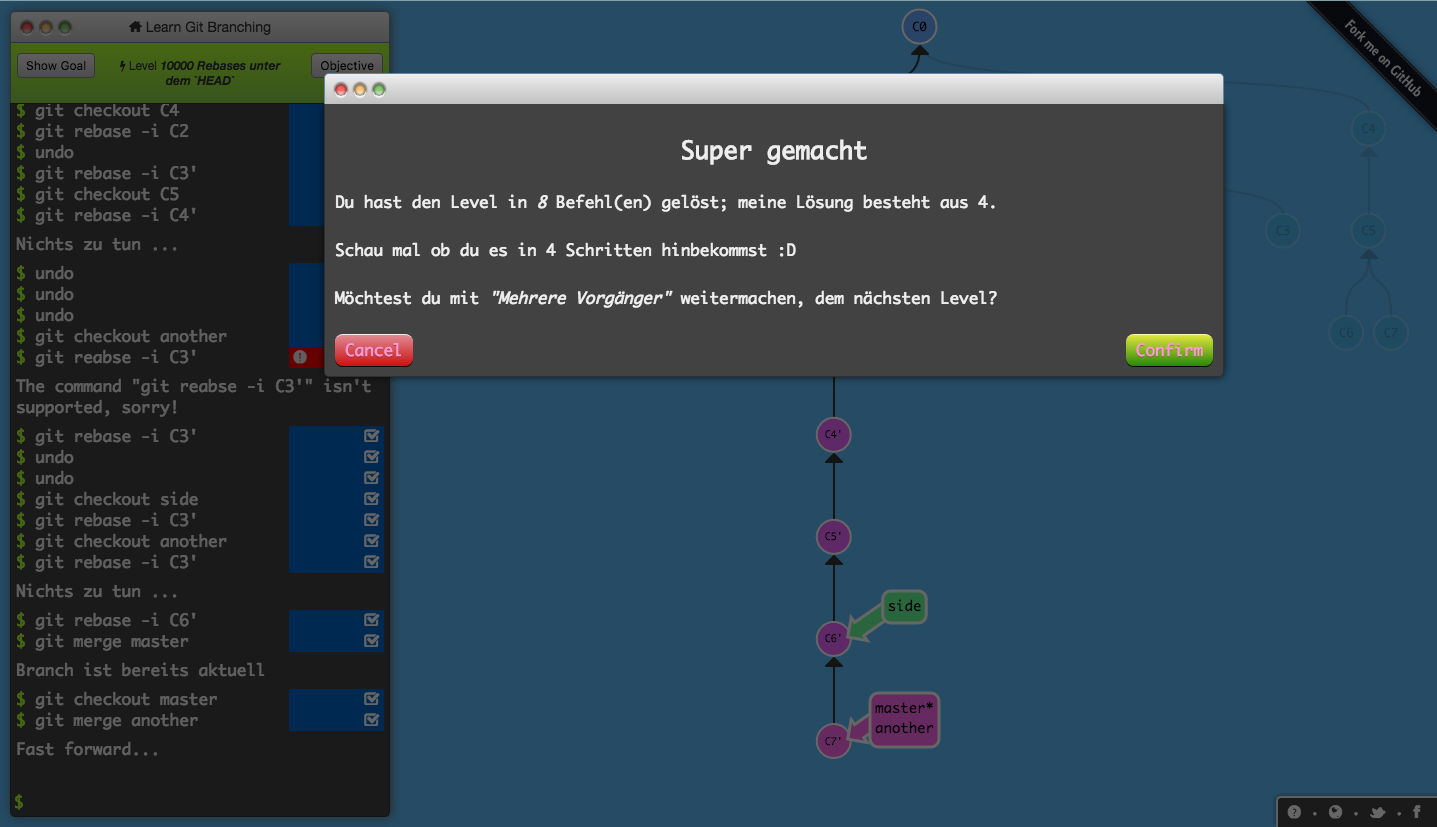 Learn Git Branching
Show Goal
Level 10000 Rebases unter
dem `HEAD`
Objective
$ git checkout C4
$ git rebase -i C2
$ undo
$ git rebase -i C3'
$ git checkout C5
$ git rebase -i C4'
Nichts zu tun ...
$ undo
$ undo
$ undo
$ git checkout another
$ git reabse -i C3'
The command "git reabse -i C3'" isn't
supported, sorry!
$ git rebase -i C3'
$ undo
$ undo
$ git checkout side
$ git rebase -i C3'
$ git checkout another
$ git rebase -i C3'
Nichts zu tun ...
$ git rebase -i C6'
$ git merge master
Branch ist bereits aktuell
$ git checkout master
$ git merge another
Fast forward...
$
Super gemacht
Du hast den Level in 8 Befehl(en) gelöst; meine Lösung besteht aus 4.
Schau mal ob du es in 4 Schritten hinbekommst :D
Möchtest du mit "Mehrere Vorgänger" weitermachen, dem nächsten Level?
Cancel
Confirm
C0
Fork me on GitHub
C4
C3
C5
C6
C7
C4'
C5'
side
C6'
master*
another
C7'